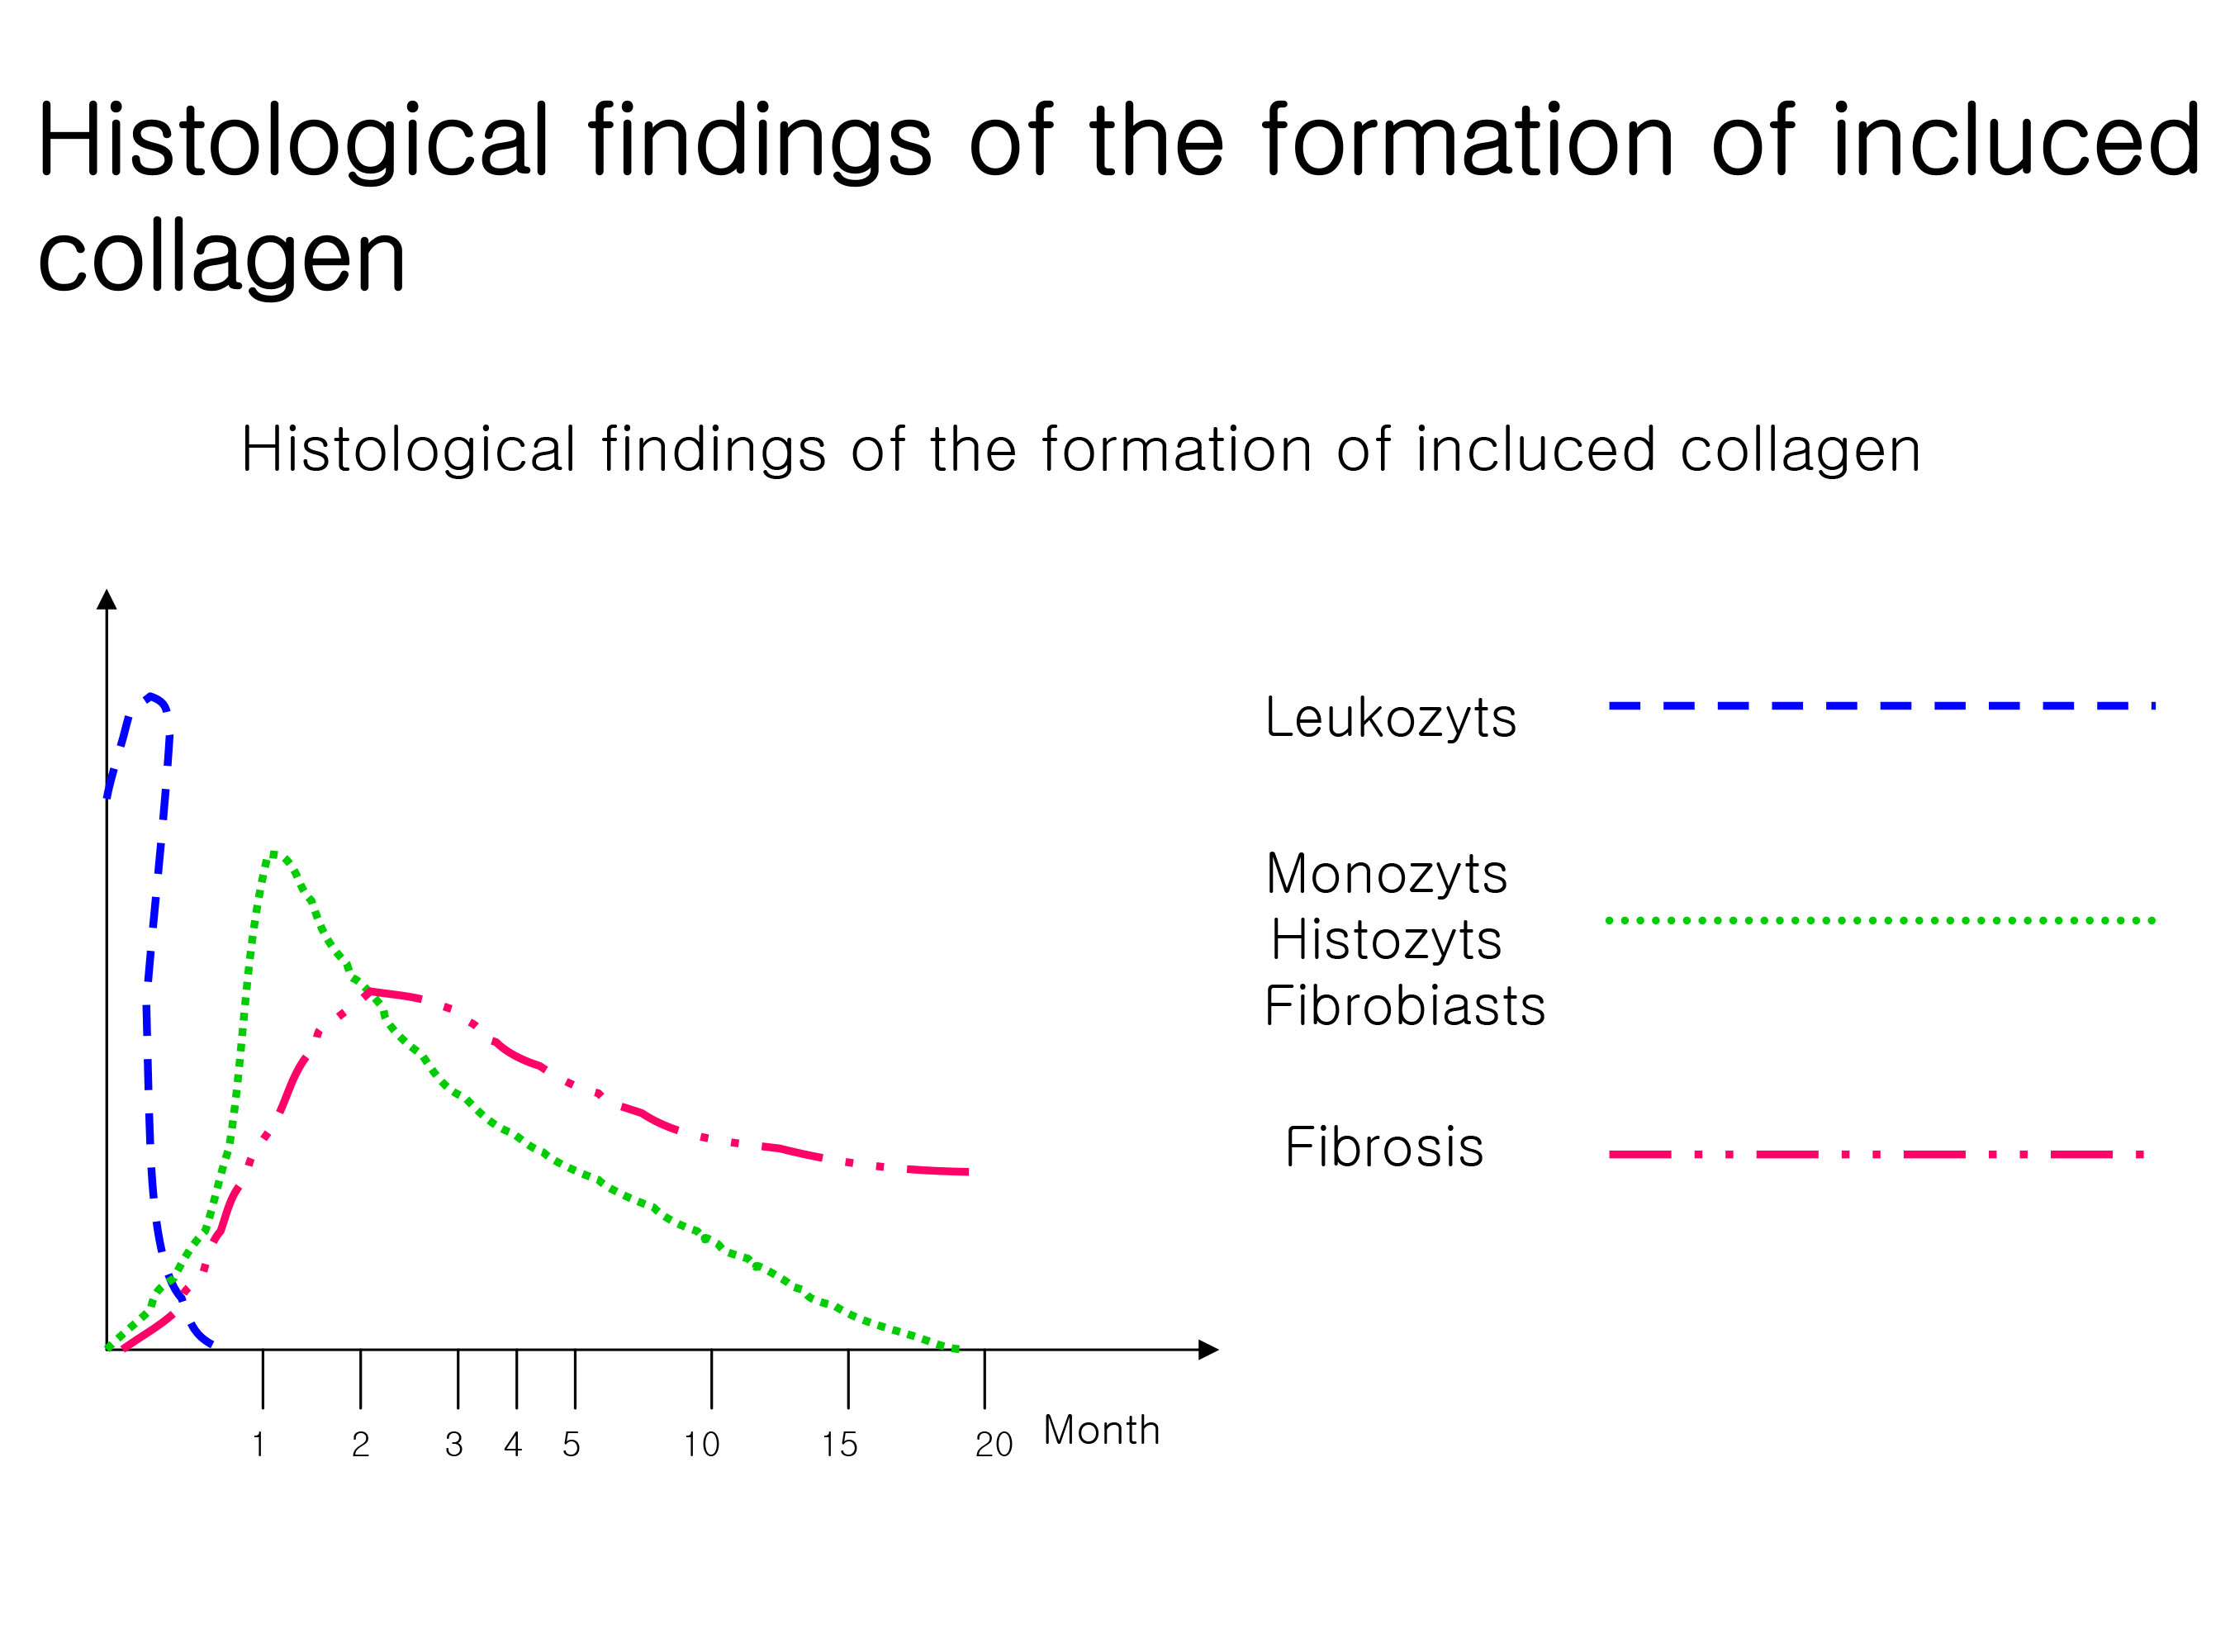 Histological findings of the formation of incluced
collagen
Histological findings of the formation of incluced collagen
Leukozyts
Monozyts
Histozyts
Fibrobiasts
Fibrosis
1 2 3 4 5 10 15 20 Month